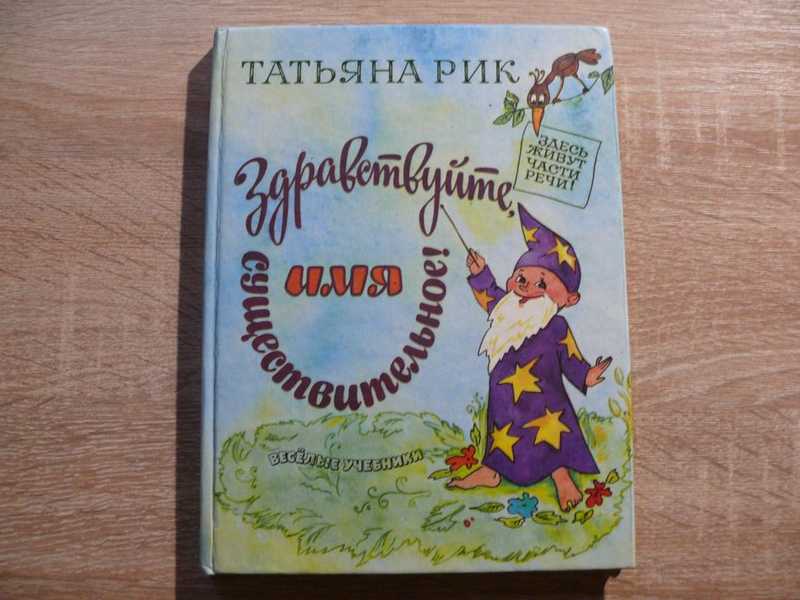 ТАТЬЯНА РИК
ЗДЕСЬ
ЖИВУТ
ЧАСТИ
РЕЧИ!
Здравствуйте,
имя
существительное!
ВЕСЁЛЫЕ УЧЕБНИКИ